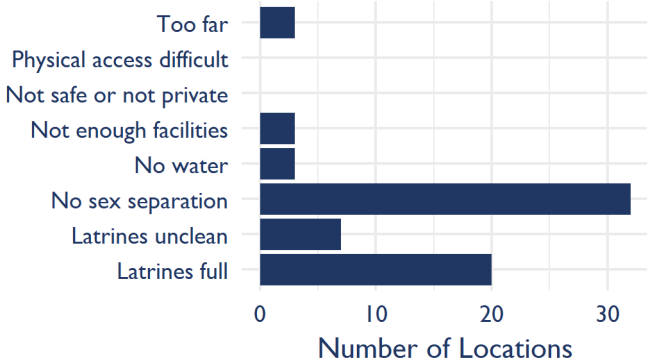 Too far
Physical access difficult
Not safe or not private
Not enough facilities
No water
No sex separation
Latrines unclean
Latrines full
0 10 20 30
Number of Locations